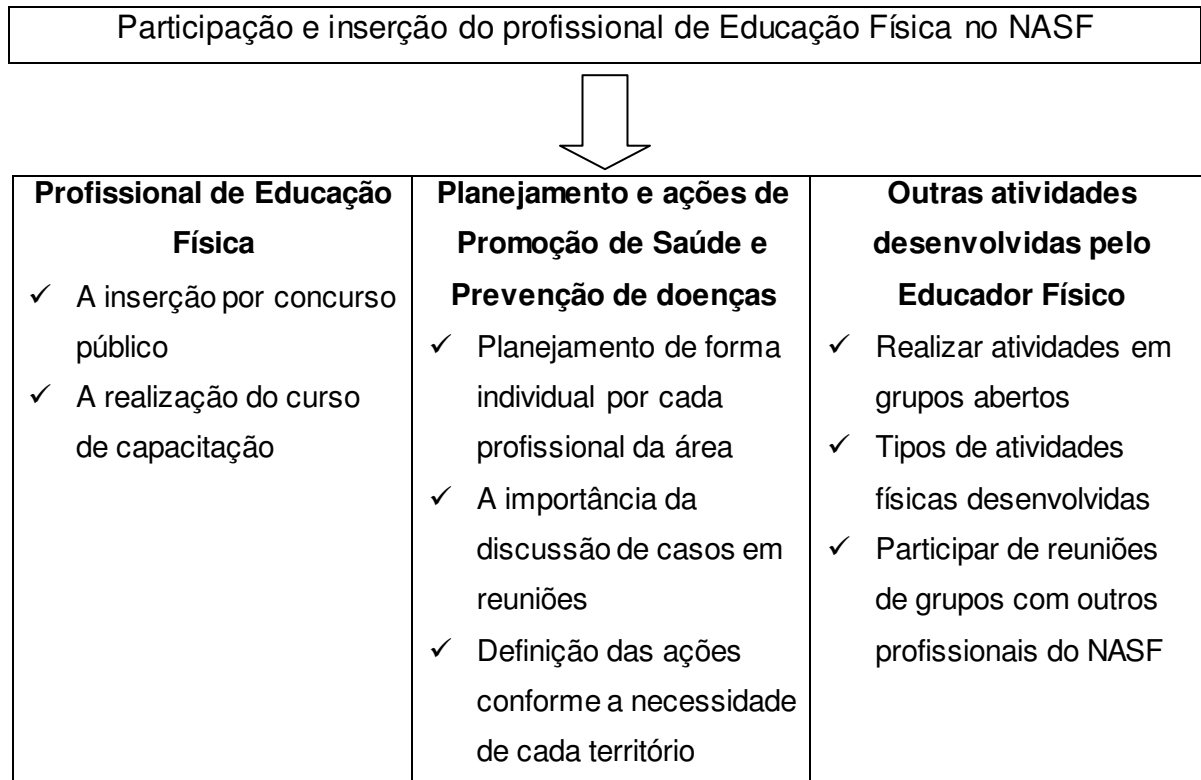 Participação e inserção do profissional de Educação Física no NASF
Profissional de Educação
Física
✓ A inserção por concurso
público
✓ A realização do curso
de capacitação
Planejamento e ações de
Promoção de Saúde e
Prevenção de doenças
✓ Planejamento de forma
individual por cada
profissional da área
✓ A importância da
discussão de casos em
reuniões
✓ Definição das ações
conforme a necessidade
de cada território
Outras atividades
desenvolvidas pelo
Educador Físico
✓ Realizar atividades em
grupos abertos
✓ Tipos de atividades
físicas desenvolvidas
✓ Participar de reuniões
de grupos com outros
profissionais do NASF